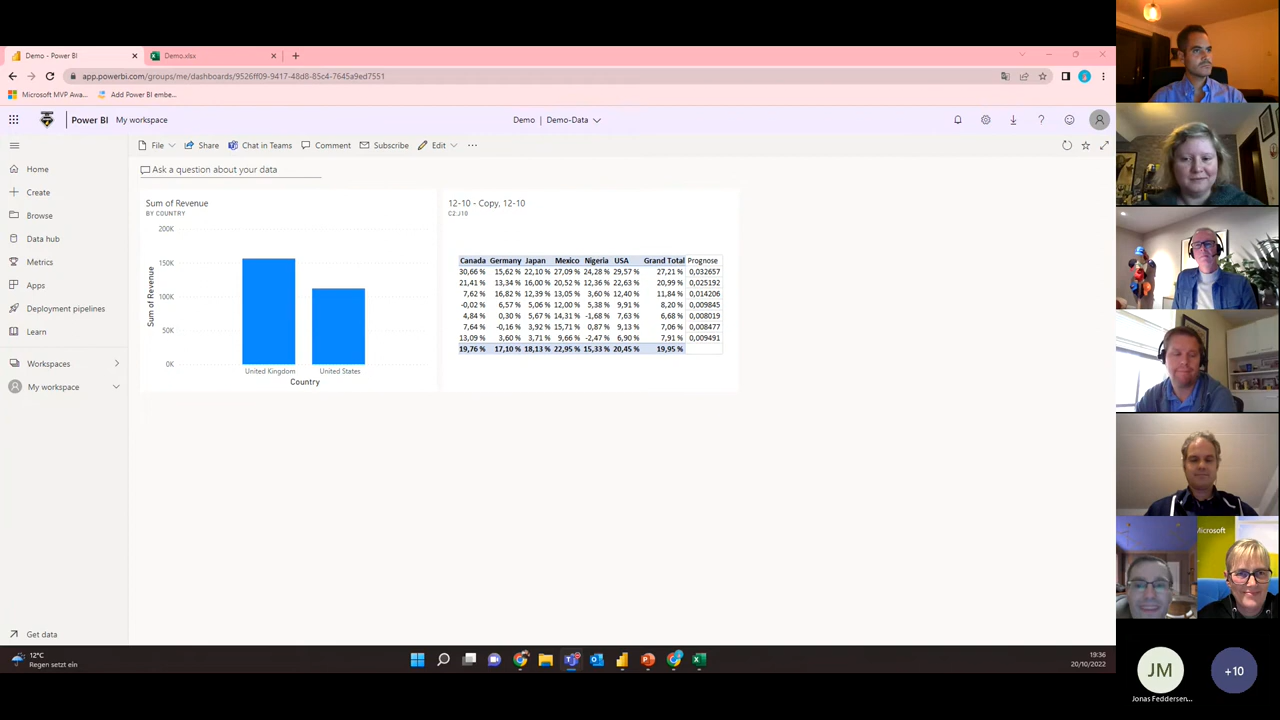 Demo - Power BI
Demo.xlsx
app.powerbi.com/groups/me/dashboards/9526ff09-9417-48d8-85c4-7645a9ed7551
Microsoft MVP Awa...
Add Power BI embe...
Power BI My workspace
Demo | Demo-Data
File Share Chat in Teams Comment Subscribe Edit ...
Home
Create
Browse
Data hub
Metrics
Apps
Deployment pipelines
Learn
Workspaces
My workspace
Get data
Ask a question about your data
Sum of Revenue
BY COUNTRY
200K
150K
100K
50K
0K
Sum of Revenue
United Kingdom United States
Country
12-10 - Copy, 12-10
C2:J10
Canada Germany Japan Mexico Nigeria USA Grand Total Prognose
30,66 % 15,62 % 22,10 % 27,09 % 24,28 % 29,57 % 27,21 % 0,032657
21,41 % 13,34 % 16,00 % 20,52 % 12,36 % 22,63 % 20,99 % 0,025192
7,62 % 16,82 % 12,39 % 13,05 % 3,60 % 12,40 % 11,84 % 0,014206
-0,02 % 6,57 % 5,06 % 12,00 % 5,38 % 9,91 % 8,20 % 0,009845
4,84 % 0,30 % 5,67 % 14,31 % -1,68 % 7,63 % 6,68 % 0,008019
7,64 % -0,16 % 3,92 % 15,71 % 0,87 % 9,13 % 7,06 % 0,008477
13,09 % 3,60 % 3,71 % 9,66 % -2,47 % 6,90 % 7,91 % 0,009491
19,76 % 17,10 % 18,13 % 22,95 % 15,33 % 20,45 % 19,95 %
12°C
Regen setzt ein
19:36
20/10/2022
Microsoft
JM
Jonas Feddersen...
+10